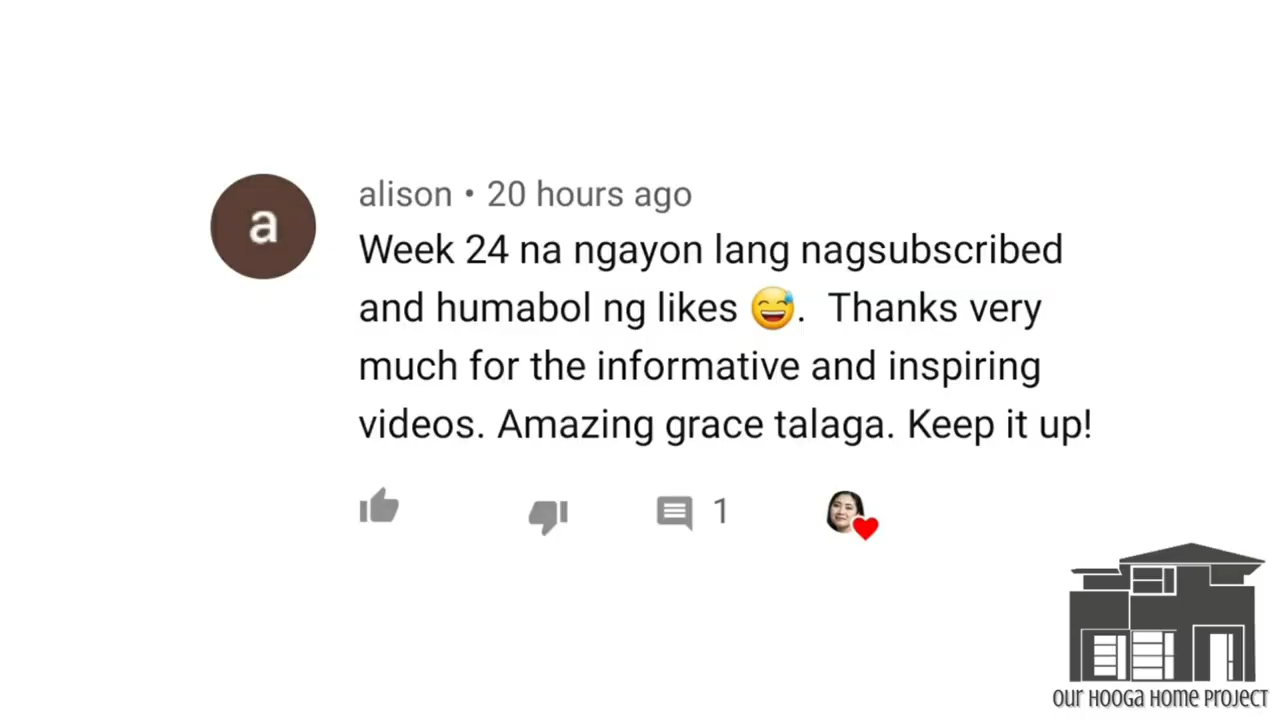 a
alison • 20 hours ago
Week 24 na ngayon lang nagsubscribed
and humabol ng likes 😅.  Thanks very
much for the informative and inspiring
videos. Amazing grace talaga. Keep it up!
1
OUR HOOGA HOME PROJECT